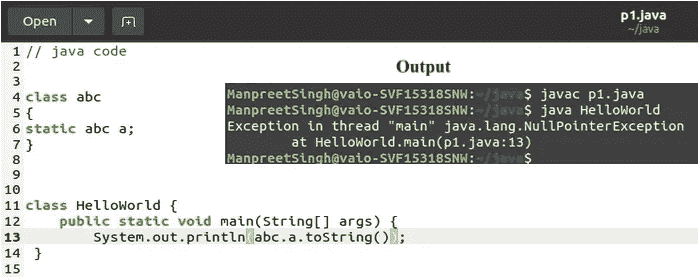 Open
p1.java
~/java
1 // java code
2
3
4 class abc
5 {
6 static abc a;
7 }
8
9
10
11 class HelloWorld {
12 public static void main(String[] args) {
13 System.out.println(abc.a.toString());
14 }
15
Output
ManpreetSingh@vaio-SVF15318SNW:~/java$ javac p1.java
ManpreetSingh@vaio-SVF15318SNW:~/java$ java HelloWorld
Exception in thread "main" java.lang.NullPointerException
at HelloWorld.main(p1.java:13)
ManpreetSingh@vaio-SVF15318SNW:~/java$